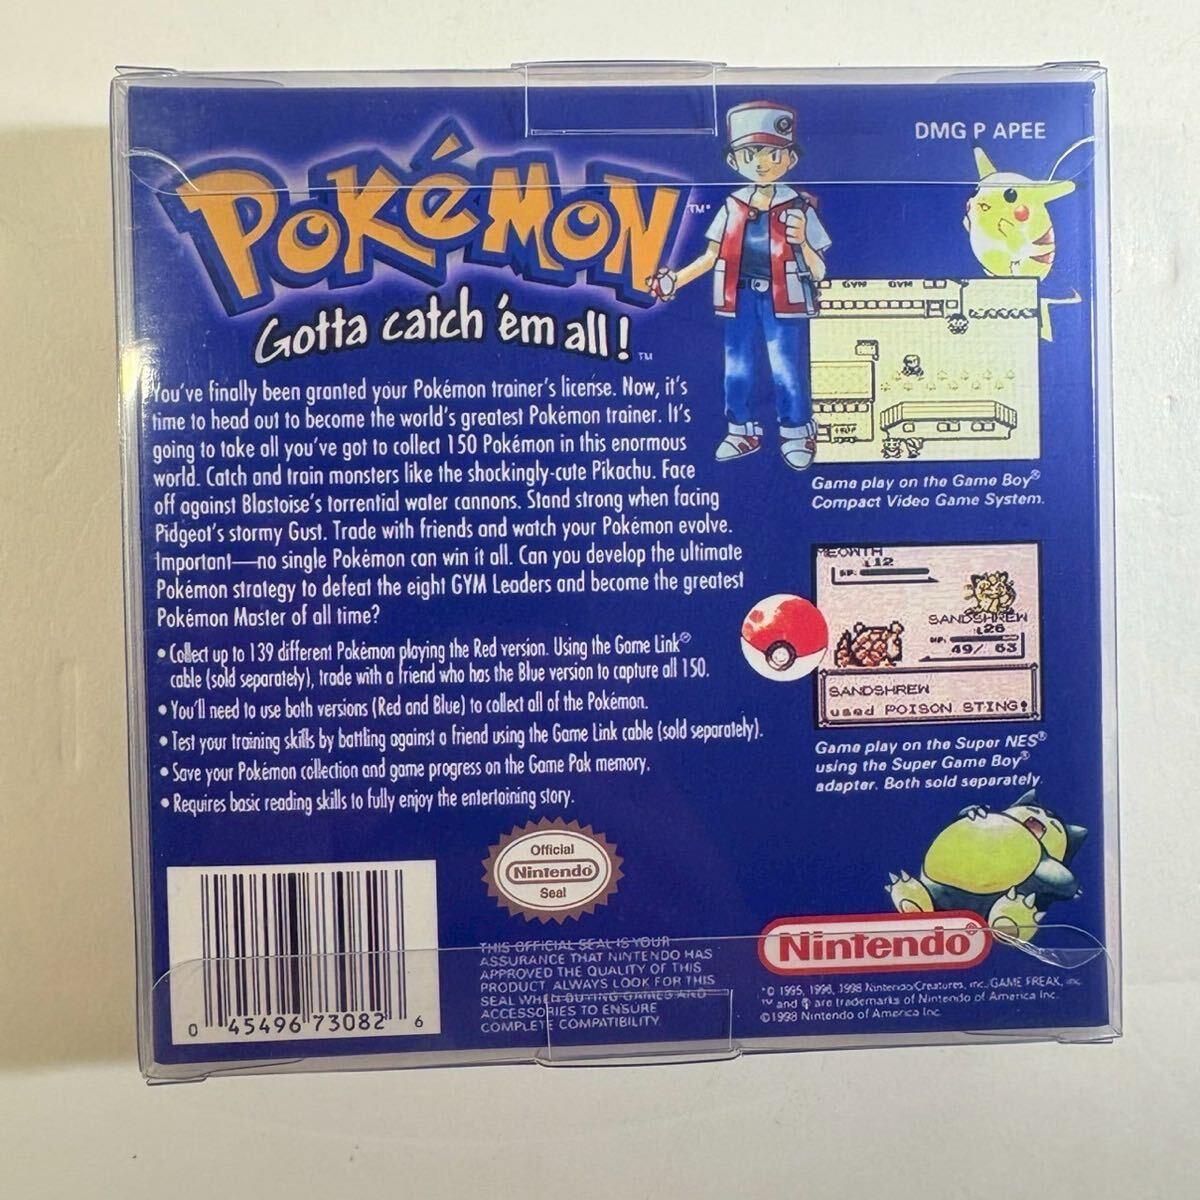 DMG P APEE
POKéMON™
Gotta catch 'em all!™
You've finally been granted your Pokémon trainer's license. Now, it's
time to head out to become the world's greatest Pokémon trainer. It's
going to take all you've got to collect 150 Pokémon in this enormous
world. Catch and train monsters like the shockingly-cute Pikachu. Face
off against Blastoise's torrential water cannons. Stand strong when facing
Pidgeot's stormy Gust. Trade with friends and watch your Pokémon evolve.
Important—no single Pokémon can win it all. Can you develop the ultimate
Pokémon strategy to defeat the eight GYM Leaders and become the greatest
Pokémon Master of all time?
• Collect up to 139 different Pokémon playing the Red version. Using the Game Link®
cable (sold separately), trade with a friend who has the Blue version to capture all 150.
• You'll need to use both versions (Red and Blue) to collect all of the Pokémon.
• Test your training skills by battling against a friend using the Game Link cable (sold separately).
• Save your Pokémon collection and game progress on the Game Pak memory.
• Requires basic reading skills to fully enjoy the entertaining story.
GYM GYM
Game play on the Game Boy®
Compact Video Game System.
MEOWTH
:L12
HP:
SANDSHREW
:L26
HP:
49/ 63
SANDSHREW
used POISON STING!
Game play on the Super NES®
using the Super Game Boy®
adapter. Both sold separately.
Official
Nintendo
Seal
THIS OFFICIAL SEAL IS YOUR
ASSURANCE THAT NINTENDO HAS
APPROVED THE QUALITY OF THIS
PRODUCT. ALWAYS LOOK FOR THIS
SEAL WHEN BUYING GAMES AND
ACCESSORIES TO ENSURE
COMPLETE COMPATIBILITY.
Nintendo®
© 1995, 1996, 1998 Nintendo/Creatures, inc. GAME FREAK, inc.
™ and ® are trademarks of Nintendo of America Inc.
©1998 Nintendo of America Inc.
0 45496 73082 6